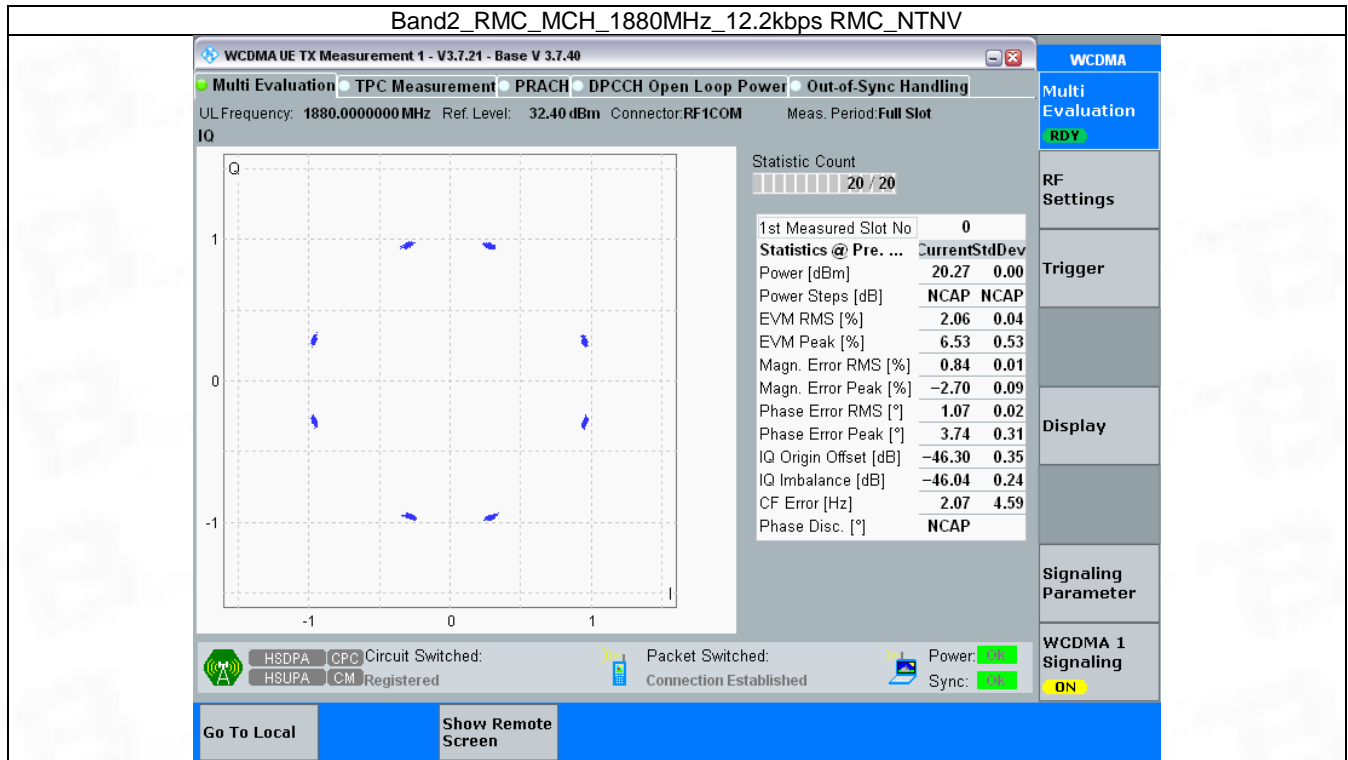 Band2_RMC_MCH_1880MHz_12.2kbps RMC_NTNV
WCDMA UE TX Measurement 1 - V3.7.21 - Base V 3.7.40
WCDMA
Multi Evaluation TPC Measurement PRACH DPCCH Open Loop Power Out-of-Sync Handling
UL Frequency: 1880.0000000 MHz Ref. Level: 32.40 dBm Connector:RF1COM Meas. Period:Full Slot
IQ
Q
1
0
-1
-1 0 1
I
Statistic Count
20 / 20
1st Measured Slot No 0
Statistics @ Pre. ... CurrentStdDev
Power [dBm] 20.27 0.00
Power Steps [dB] NCAP NCAP
EVM RMS [%] 2.06 0.04
EVM Peak [%] 6.53 0.53
Magn. Error RMS [%] 0.84 0.01
Magn. Error Peak [%] −2.70 0.09
Phase Error RMS [°] 1.07 0.02
Phase Error Peak [°] 3.74 0.31
IQ Origin Offset [dB] −46.30 0.35
IQ Imbalance [dB] −46.04 0.24
CF Error [Hz] 2.07 4.59
Phase Disc. [°] NCAP
Multi
Evaluation
RDY
RF
Settings
Trigger
Display
Signaling
Parameter
WCDMA 1
Signaling
ON
HSDPA CPC Circuit Switched: Packet Switched: Power: Ok
HSUPA CM Registered Connection Established Sync: Ok
Go To Local
Show Remote
Screen